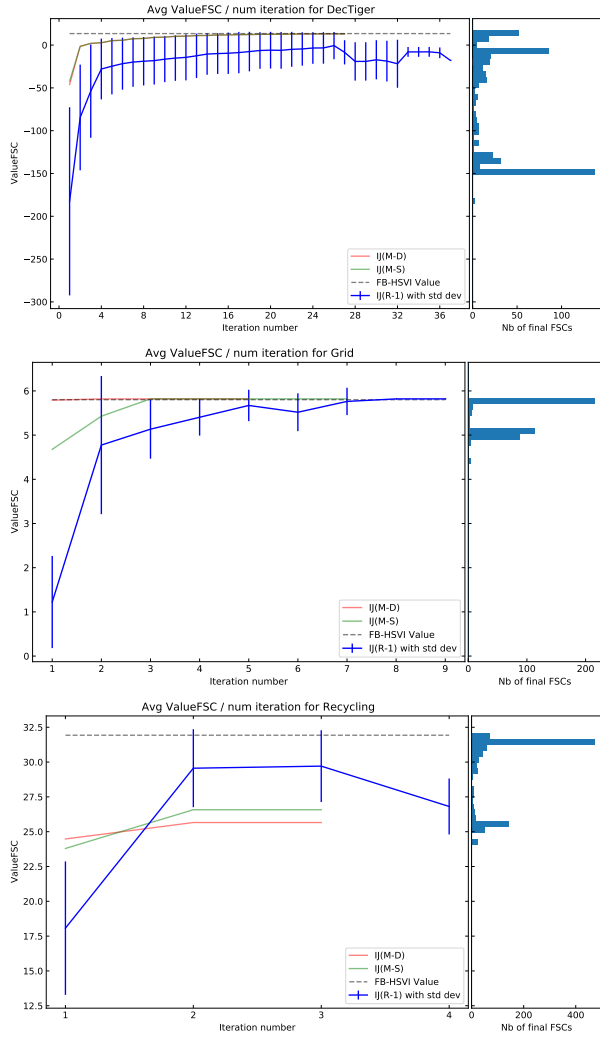 Avg ValueFSC / num iteration for DecTiger
ValueFSC
0
−50
−100
−150
−200
−250
−300
0 4 8 12 16 20 24 28 32 36
Iteration number
IJ(M-D)
IJ(M-S)
FB-HSVI Value
IJ(R-1) with std dev
0 50 100
Nb of final FSCs
Avg ValueFSC / num iteration for Grid
ValueFSC
6
5
4
3
2
1
0
1 2 3 4 5 6 7 8 9
Iteration number
IJ(M-D)
IJ(M-S)
FB-HSVI Value
IJ(R-1) with std dev
0 100 200
Nb of final FSCs
Avg ValueFSC / num iteration for Recycling
ValueFSC
32.5
30.0
27.5
25.0
22.5
20.0
17.5
15.0
12.5
1 2 3 4
Iteration number
IJ(M-D)
IJ(M-S)
FB-HSVI Value
IJ(R-1) with std dev
0 200 400
Nb of final FSCs